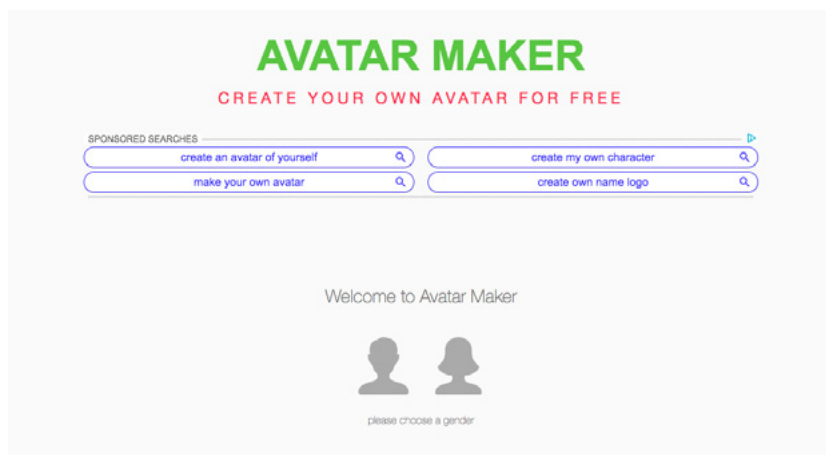 AVATAR MAKER
CREATE YOUR OWN AVATAR FOR FREE
SPONSORED SEARCHES
create an avatar of yourself
create my own character
make your own avatar
create own name logo
Welcome to Avatar Maker
please choose a gender